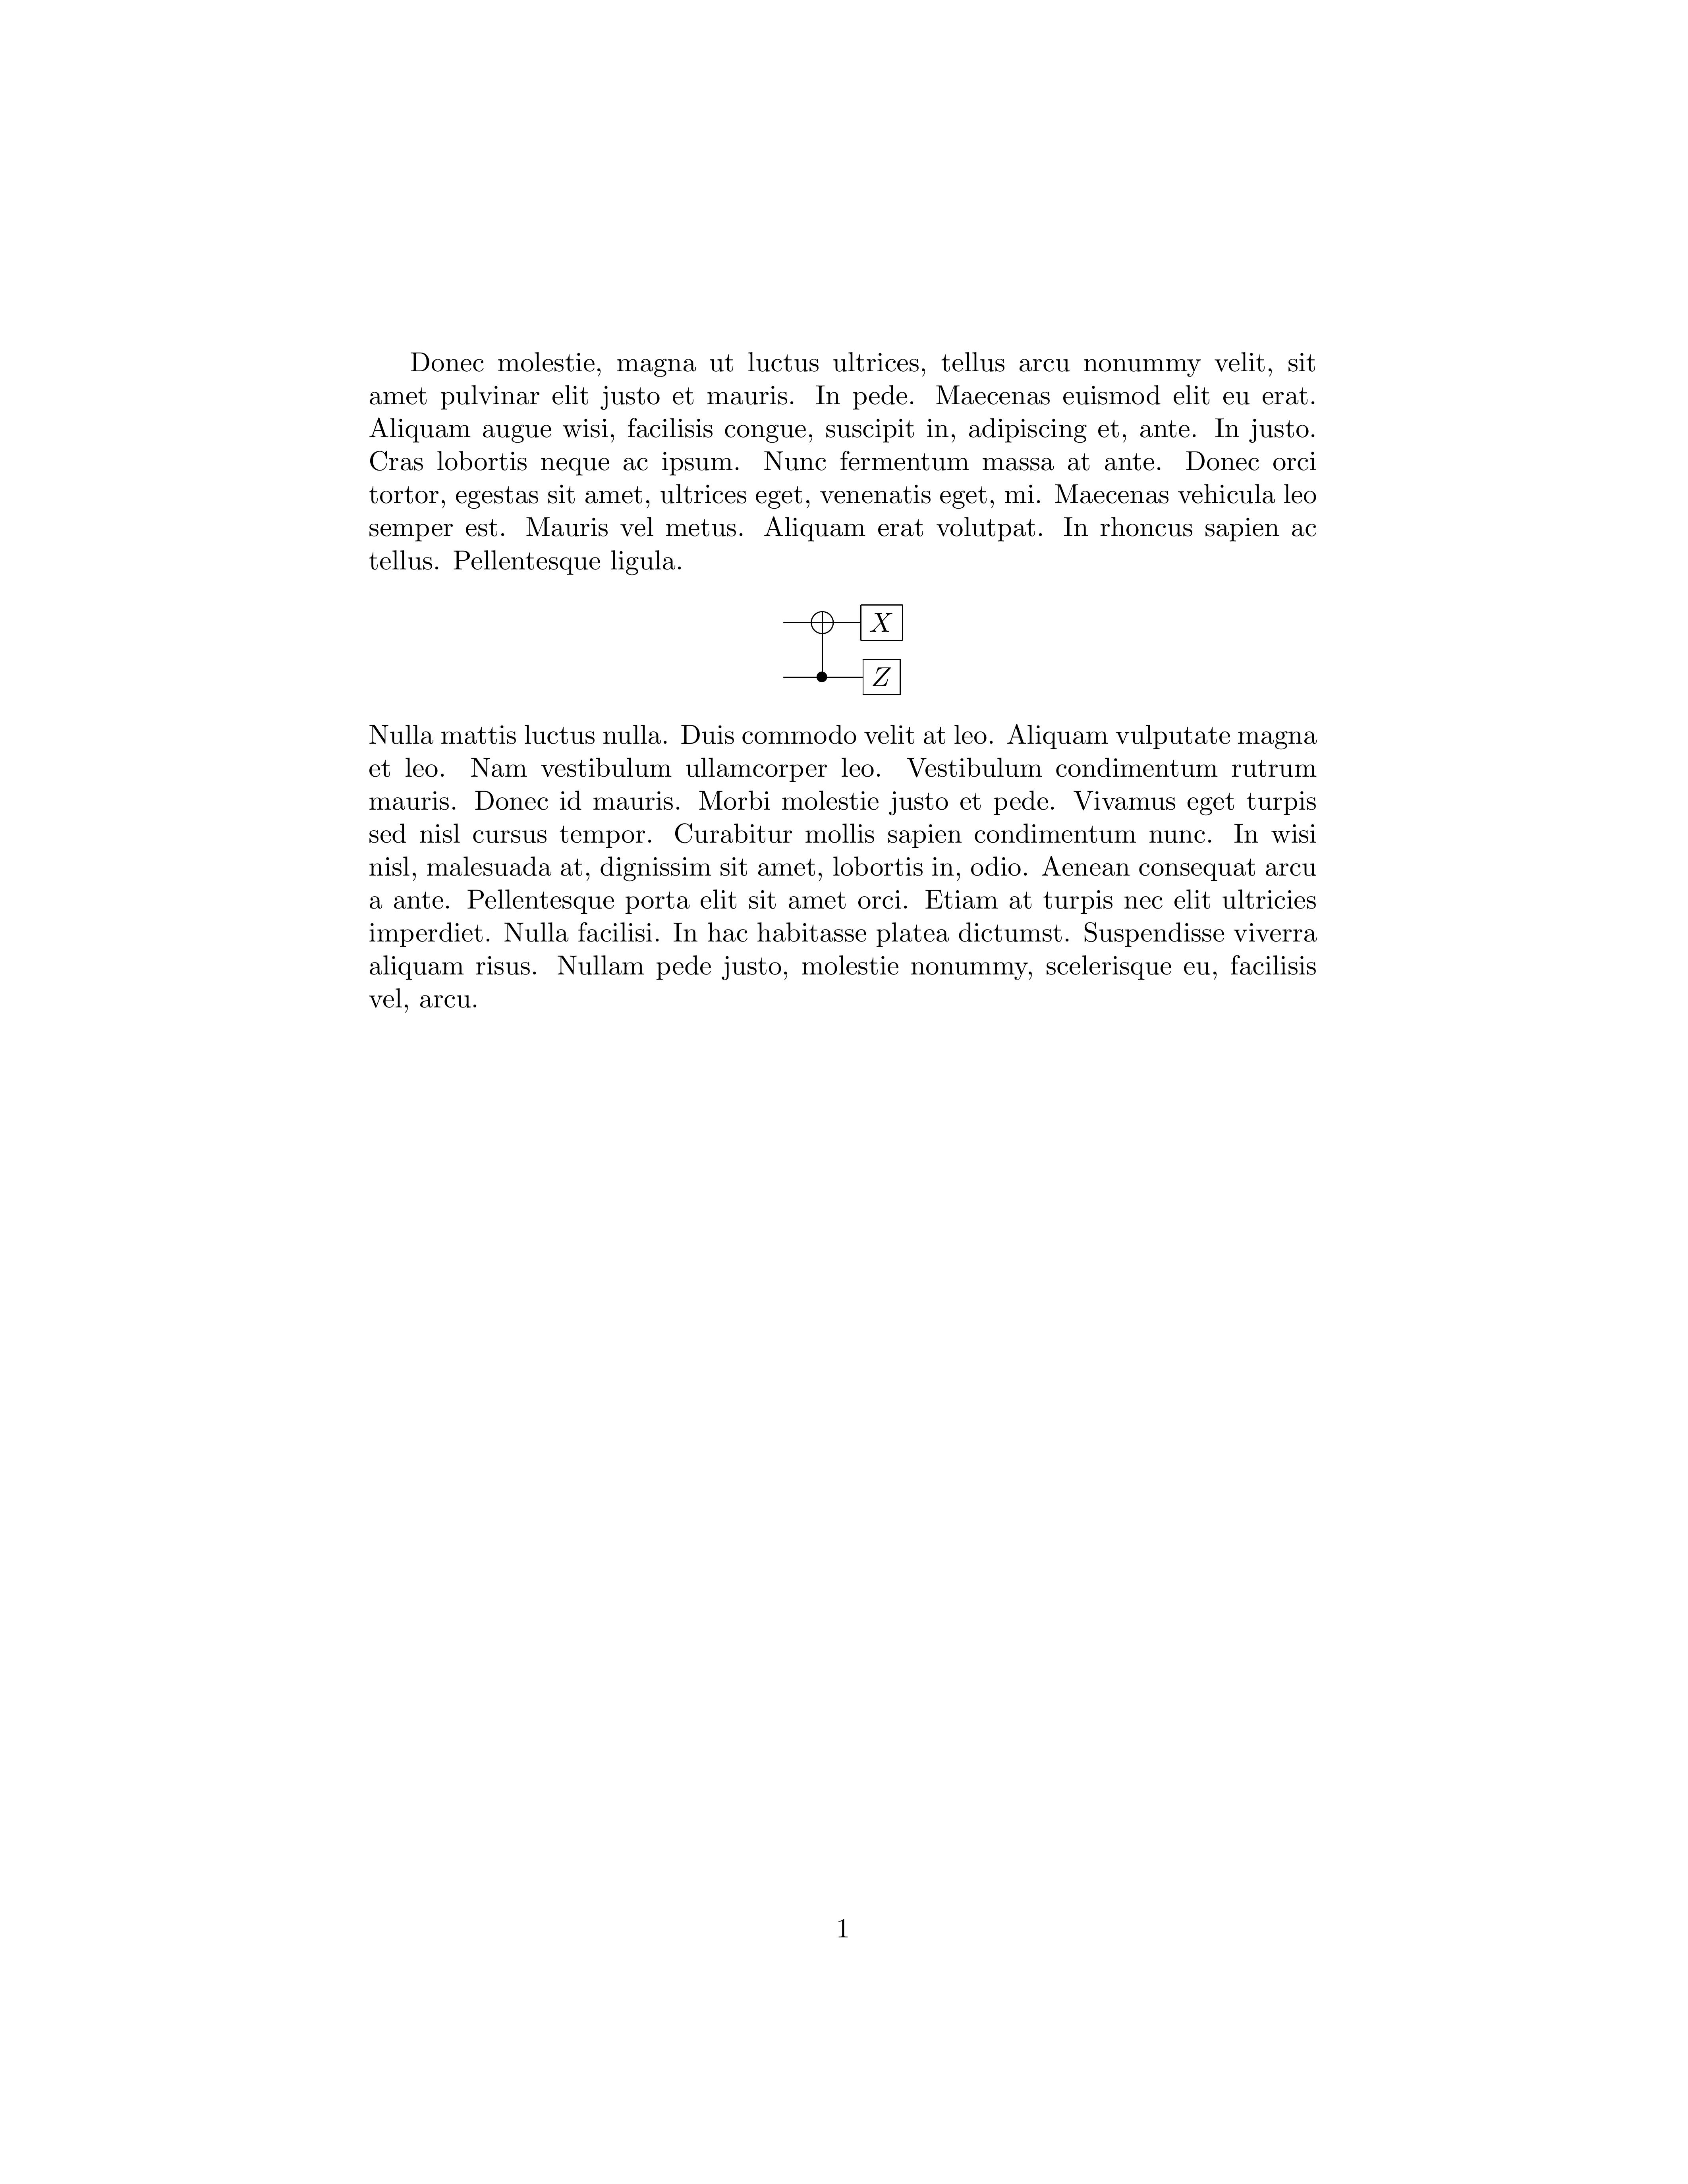 Donec molestie, magna ut luctus ultrices, tellus arcu nonummy velit, sit
amet pulvinar elit justo et mauris. In pede. Maecenas euismod elit eu erat.
Aliquam augue wisi, facilisis congue, suscipit in, adipiscing et, ante. In justo.
Cras lobortis neque ac ipsum. Nunc fermentum massa at ante. Donec orci
tortor, egestas sit amet, ultrices eget, venenatis eget, mi. Maecenas vehicula leo
semper est. Mauris vel metus. Aliquam erat volutpat. In rhoncus sapien ac
tellus. Pellentesque ligula.
X
Z
Nulla mattis luctus nulla. Duis commodo velit at leo. Aliquam vulputate magna
et leo. Nam vestibulum ullamcorper leo. Vestibulum condimentum rutrum
mauris. Donec id mauris. Morbi molestie justo et pede. Vivamus eget turpis
sed nisl cursus tempor. Curabitur mollis sapien condimentum nunc. In wisi
nisl, malesuada at, dignissim sit amet, lobortis in, odio. Aenean consequat arcu
a ante. Pellentesque porta elit sit amet orci. Etiam at turpis nec elit ultricies
imperdiet. Nulla facilisi. In hac habitasse platea dictumst. Suspendisse viverra
aliquam risus. Nullam pede justo, molestie nonummy, scelerisque eu, facilisis
vel, arcu.
1